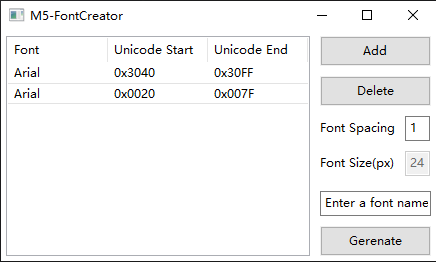 M5-FontCreator
Font Unicode Start Unicode End
Arial 0x3040 0x30FF
Arial 0x0020 0x007F
Add
Delete
Font Spacing 1
Font Size(px) 24
Enter a font name
Gerenate